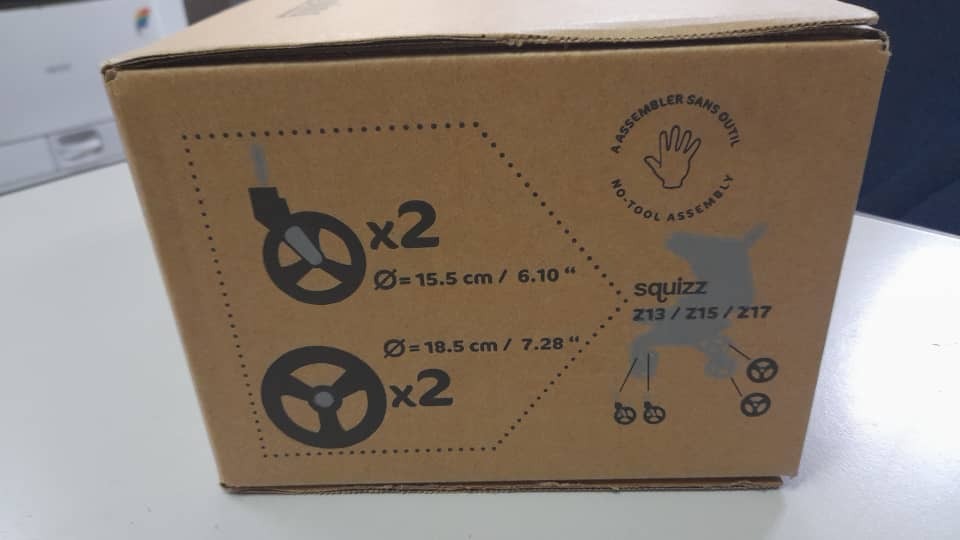 A ASSEMBLER SANS OUTIL
NO-TOOL ASSEMBLY
x2
Ø= 15.5 cm / 6.10 “
Ø= 18.5 cm / 7.28 “
x2
squizz
Z13 / Z15 / Z17